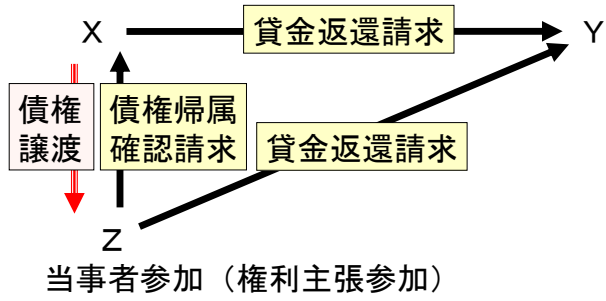 X
貸金返還請求
Y
債権
譲渡
債権帰属
確認請求
貸金返還請求
Z
当事者参加（権利主張参加）